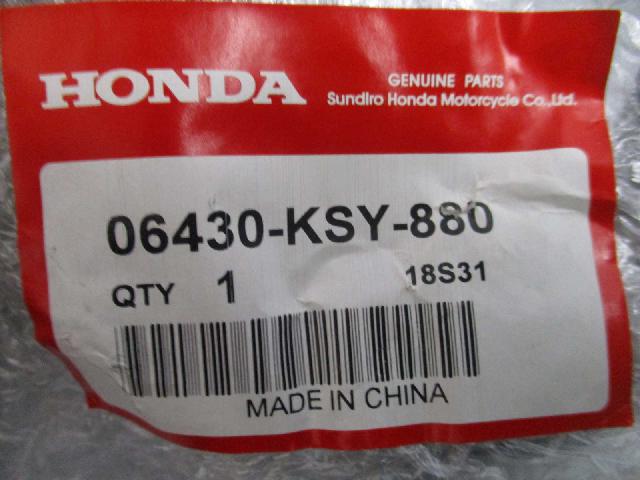 HONDA
GENUINE PARTS
Sundiro Honda Motorcycle Co.,Ltd.
06430-KSY-880
QTY 1 18S31
MADE IN CHINA